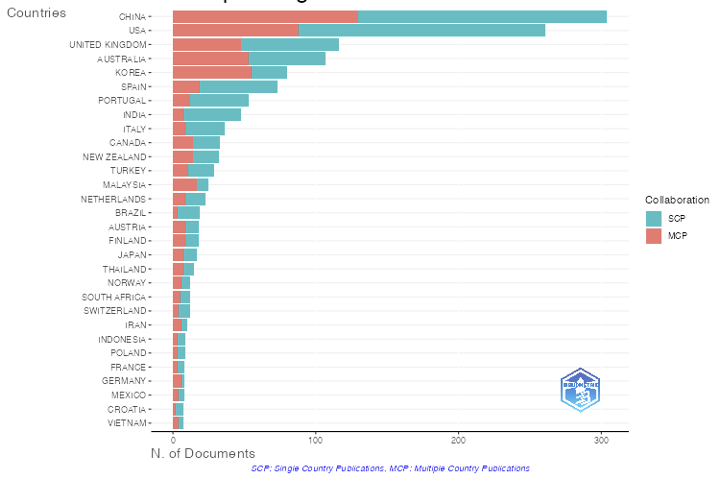 Countries
CHINA
USA
UNITED KINGDOM
AUSTRALIA
KOREA
SPAIN
PORTUGAL
INDIA
ITALY
CANADA
NEW ZEALAND
TURKEY
MALAYSIA
NETHERLANDS
BRAZIL
AUSTRIA
FINLAND
JAPAN
THAILAND
NORWAY
SOUTH AFRICA
SWITZERLAND
IRAN
INDONESIA
POLAND
FRANCE
GERMANY
MEXICO
CROATIA
VIETNAM
Collaboration
SCP
MCP
0 100 200 300
N. of Documents
SCP: Single Country Publications, MCP: Multiple Country Publications